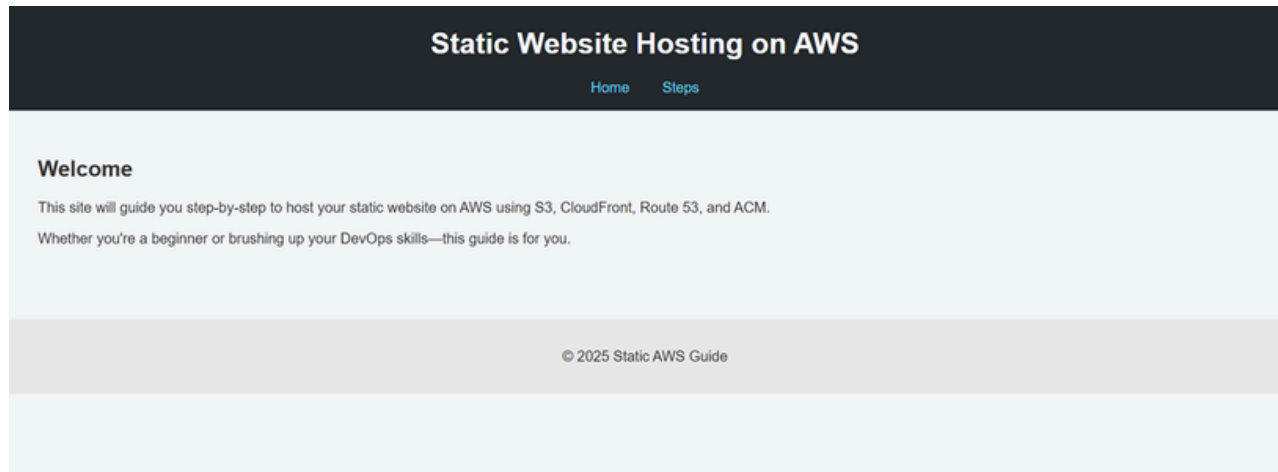 Static Website Hosting on AWS
Home Steps
Welcome
This site will guide you step-by-step to host your static website on AWS using S3, CloudFront, Route 53, and ACM.
Whether you're a beginner or brushing up your DevOps skills—this guide is for you.
© 2025 Static AWS Guide